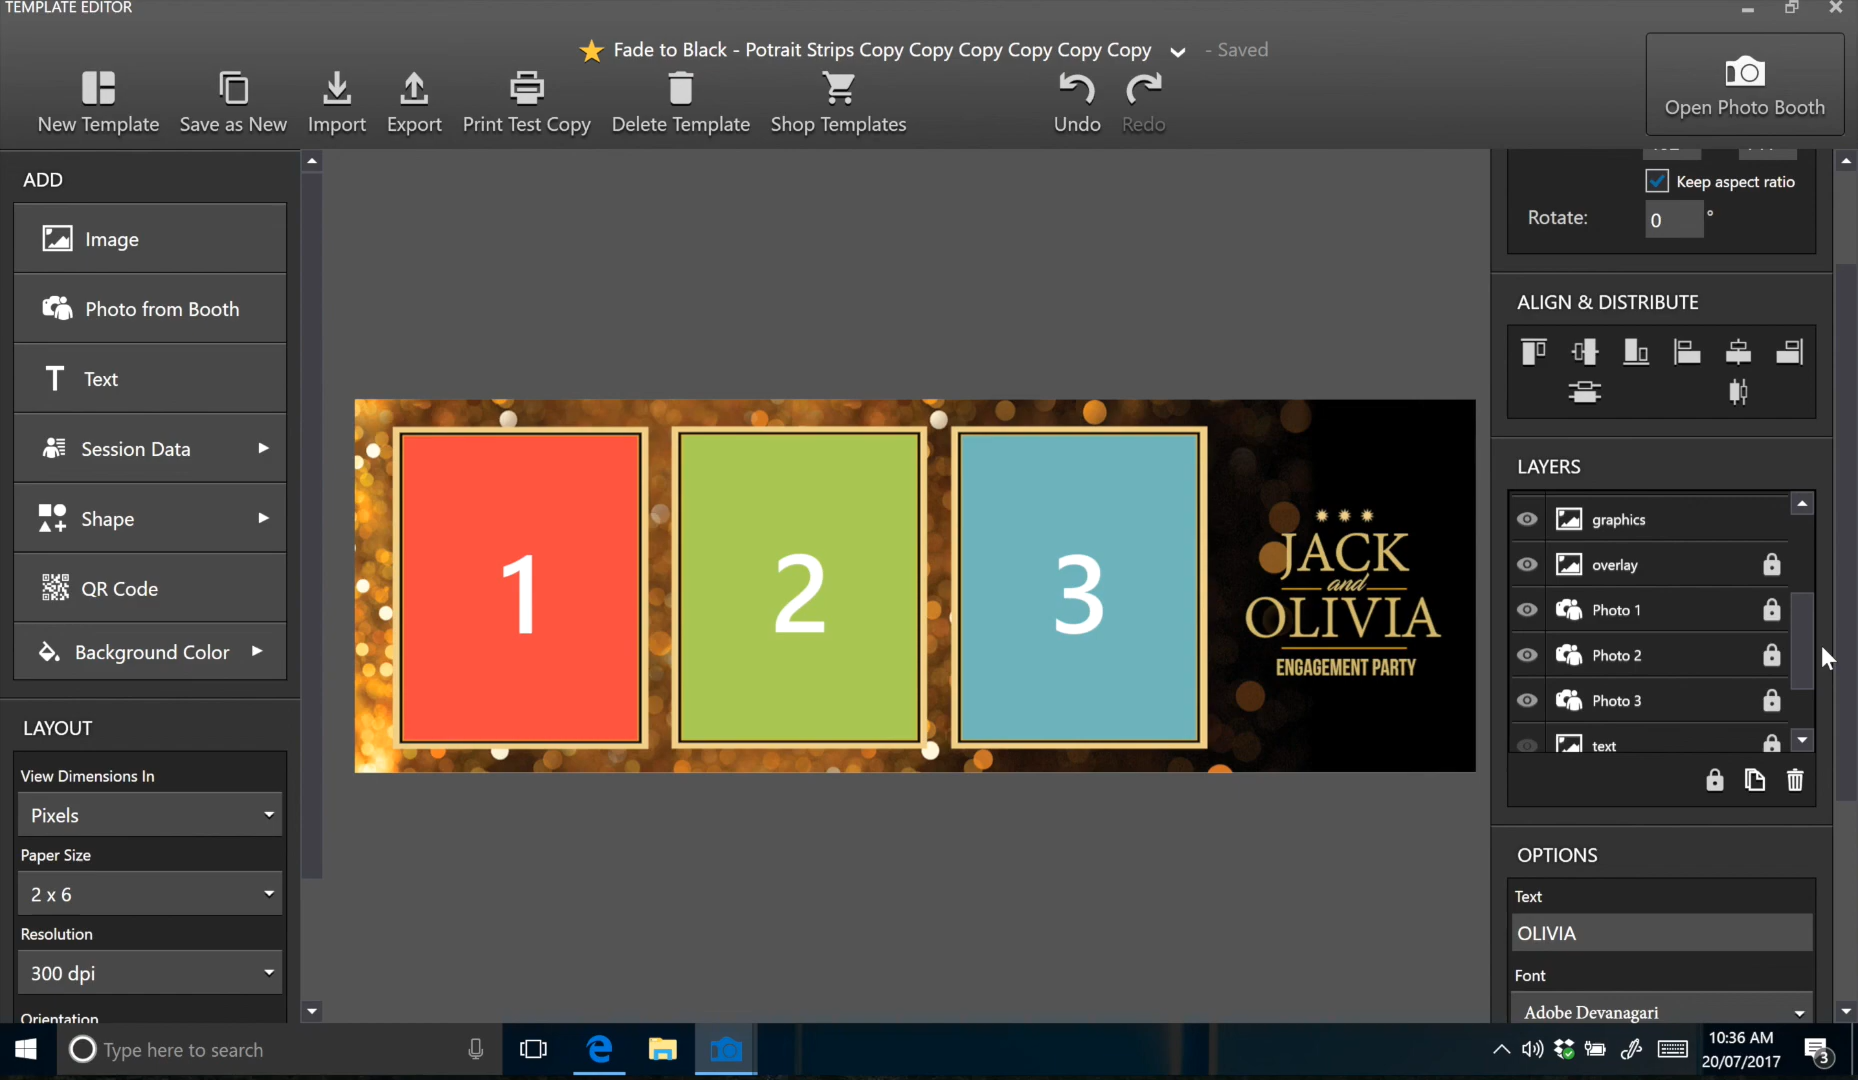 TEMPLATE EDITOR
Fade to Black - Potrait Strips Copy Copy Copy Copy Copy Copy - Saved
New Template
Save as New
Import
Export
Print Test Copy
Delete Template
Shop Templates
Undo
Redo
Open Photo Booth
ADD
Image
Photo from Booth
Text
Session Data
Shape
QR Code
Background Color
LAYOUT
View Dimensions In
Pixels
Paper Size
2 x 6
Resolution
300 dpi
Orientation
1
2
3
JACK
and
OLIVIA
ENGAGEMENT PARTY
Keep aspect ratio
Rotate: 0 °
ALIGN & DISTRIBUTE
LAYERS
graphics
overlay
Photo 1
Photo 2
Photo 3
text
OPTIONS
Text
OLIVIA
Font
Adobe Devanagari
Type here to search
10:36 AM
20/07/2017
3